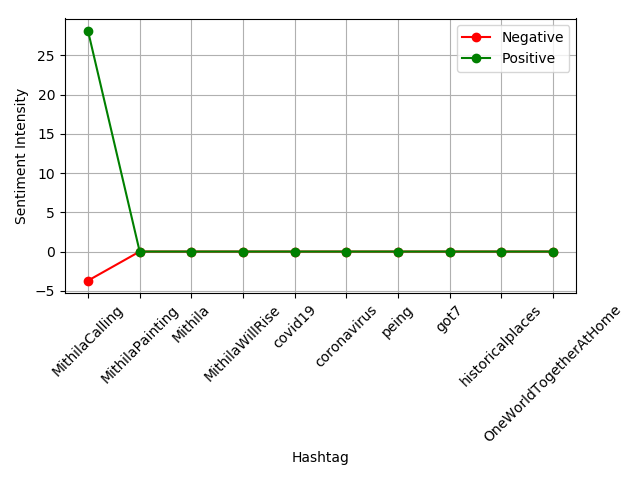 Negative
Positive
25
20
15
10
5
0
−5
Sentiment Intensity
MithilaCalling
MithilaPainting
Mithila
MithilaWillRise
covid19
coronavirus
peing
got7
historicalplaces
OneWorldTogetherAtHome
Hashtag